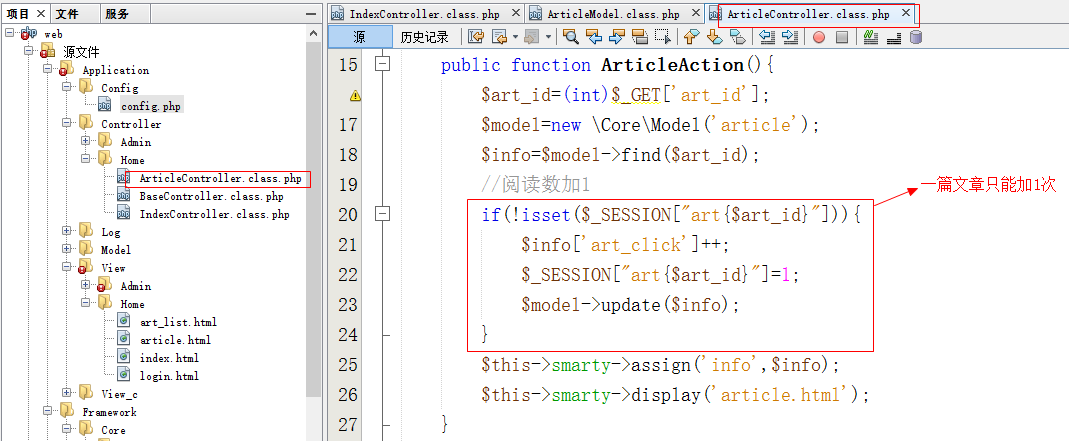 项目 × 文件 服务
web
源文件
Application
Config
config.php
Controller
Admin
Home
ArticleController.class.php
BaseController.class.php
IndexController.class.php
Log
Model
View
Admin
Home
art_list.html
article.html
index.html
login.html
View_c
Framework
Core
IndexController.class.php × ArticleModel.class.php × ArticleController.class.php ×
源 历史记录
15 public function ArticleAction(){
$art_id=(int)$_GET['art_id'];
17 $model=new \Core\Model('article');
18 $info=$model->find($art_id);
19 //阅读数加1
20 if(!isset($_SESSION["art{$art_id}"])){
21 $info['art_click']++;
22 $_SESSION["art{$art_id}"]=1;
23 $model->update($info);
24 }
25 $this->smarty->assign('info',$info);
26 $this->smarty->display('article.html');
27 }
一篇文章只能加1次